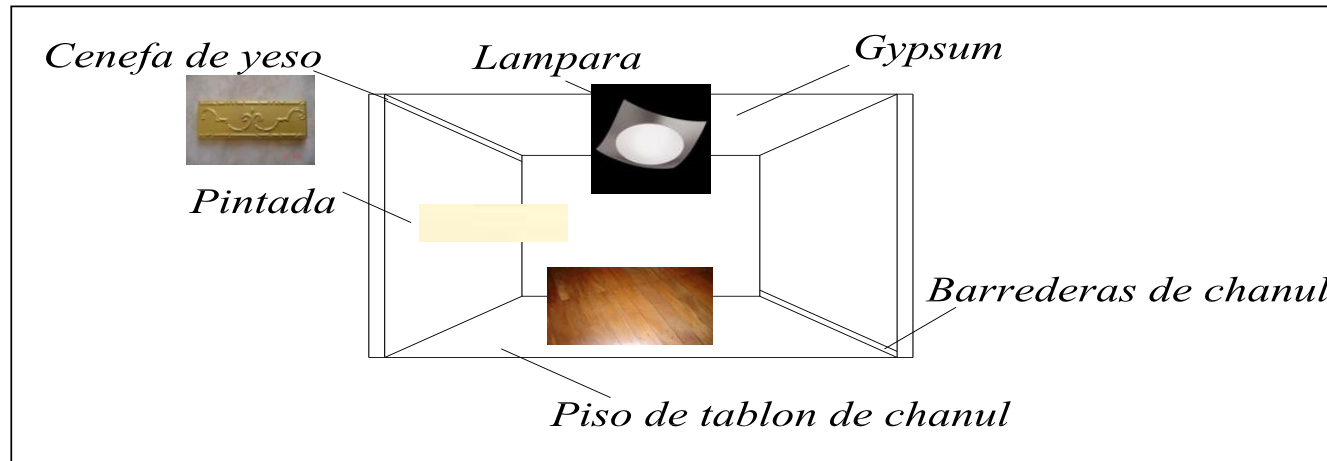 Cenefa de yeso
Lampara
Gypsum
Pintada
Barrederas de chanul
Piso de tablon de chanul